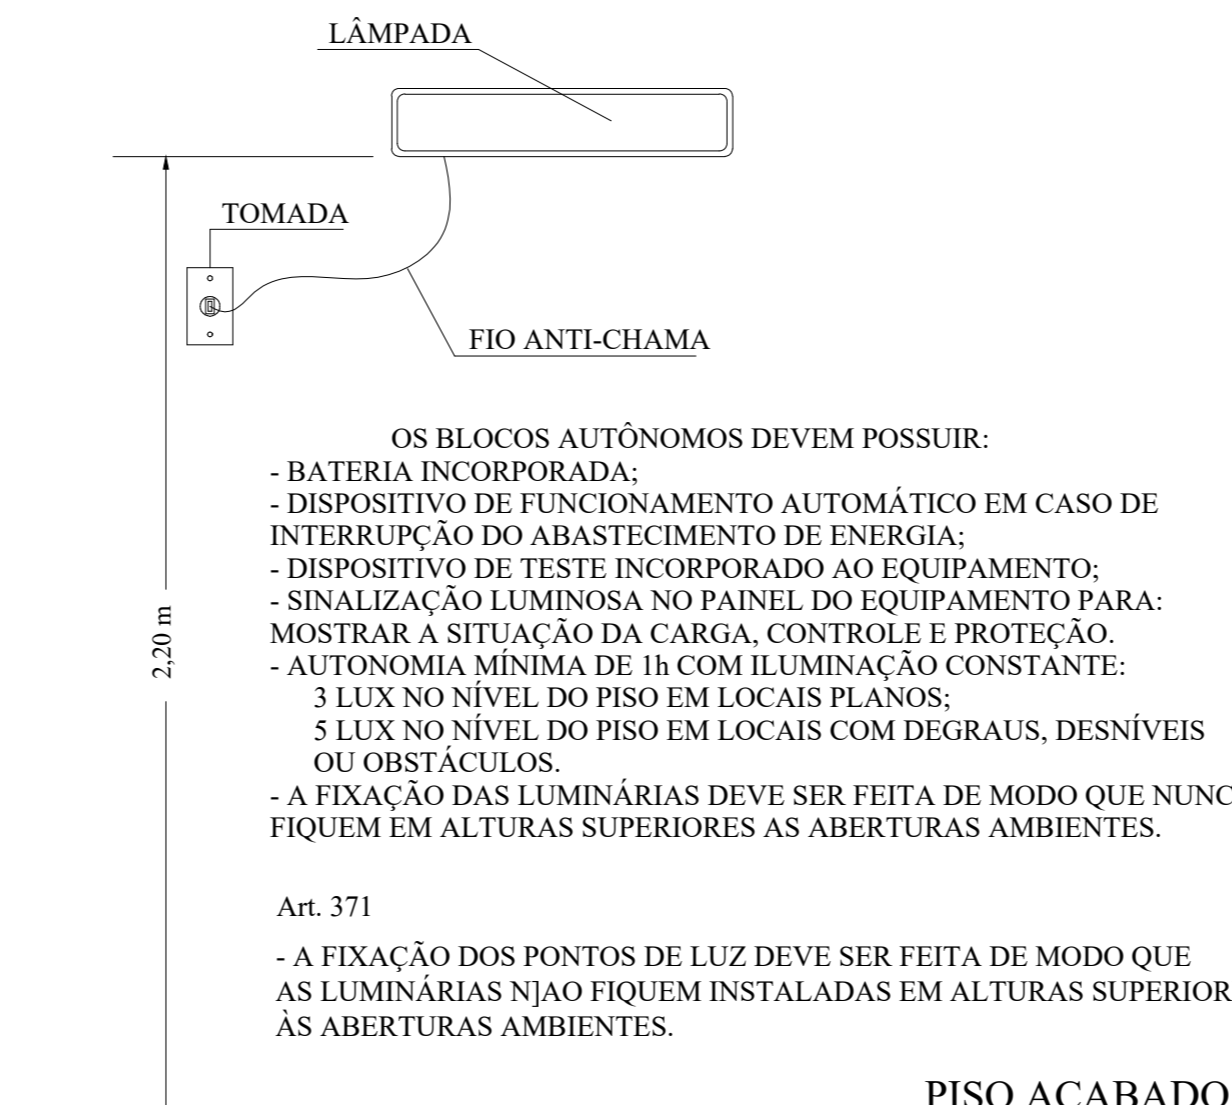 LÂMPADA
TOMADA
FIO ANTI-CHAMA
OS BLOCOS AUTÔNOMOS DEVEM POSSUIR:
- BATERIA INCORPORADA;
- DISPOSITIVO DE FUNCIONAMENTO AUTOMÁTICO EM CASO DE
INTERRUPÇÃO DO ABASTECIMENTO DE ENERGIA;
- DISPOSITIVO DE TESTE INCORPORADO AO EQUIPAMENTO;
- SINALIZAÇÃO LUMINOSA NO PAINEL DO EQUIPAMENTO PARA:
MOSTRAR A SITUAÇÃO DA CARGA, CONTROLE E PROTEÇÃO.
2,20 m
- AUTONOMIA MÍNIMA DE 1h COM ILUMINAÇÃO CONSTANTE:
3 LUX NO NÍVEL DO PISO EM LOCAIS PLANOS;
5 LUX NO NÍVEL DO PISO EM LOCAIS COM DEGRAUS, DESNÍVEIS
OU OBSTÁCULOS.
- A FIXAÇÃO DAS LUMINÁRIAS DEVE SER FEITA DE MODO QUE NUNC
FIQUEM EM ALTURAS SUPERIORES AS ABERTURAS AMBIENTES.
Art. 371
- A FIXAÇÃO DOS PONTOS DE LUZ DEVE SER FEITA DE MODO QUE
AS LUMINÁRIAS N]AO FIQUEM INSTALADAS EM ALTURAS SUPERIOR
ÀS ABERTURAS AMBIENTES.
PISO ACABADO